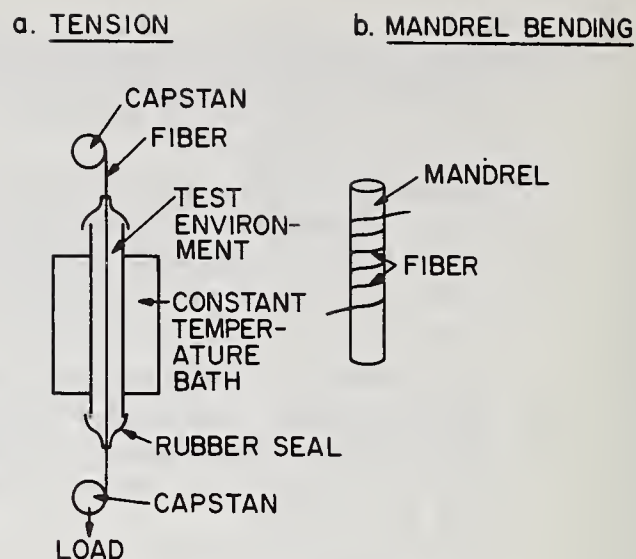 a. TENSION
b. MANDREL BENDING
CAPSTAN
FIBER
TEST
ENVIRON-
MENT
CONSTANT
TEMPER-
ATURE
BATH
RUBBER SEAL
CAPSTAN
LOAD
MANDREL
FIBER